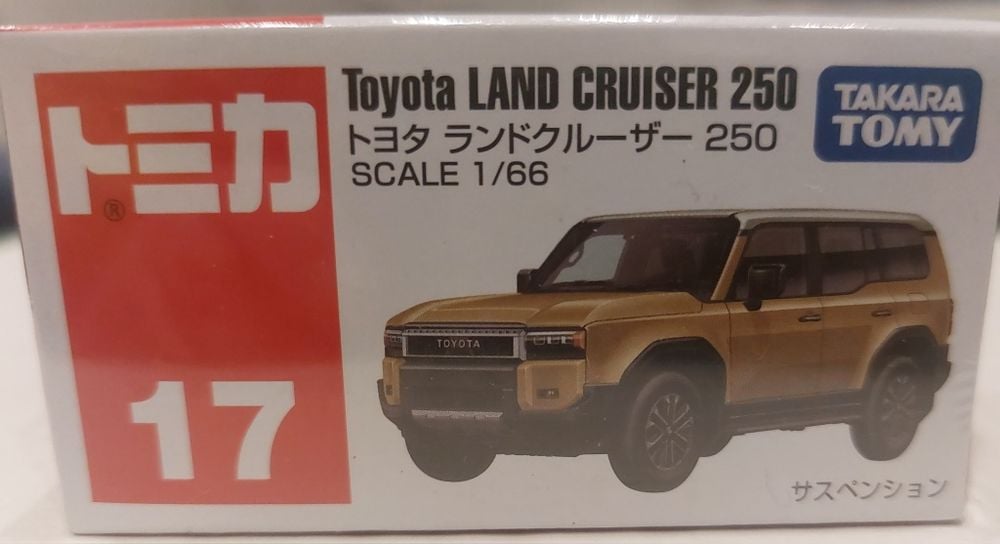 トミカ®
17
Toyota LAND CRUISER 250
トヨタ ランドクルーザー 250
SCALE 1/66
TAKARA
TOMY
TOYOTA
サスペンション